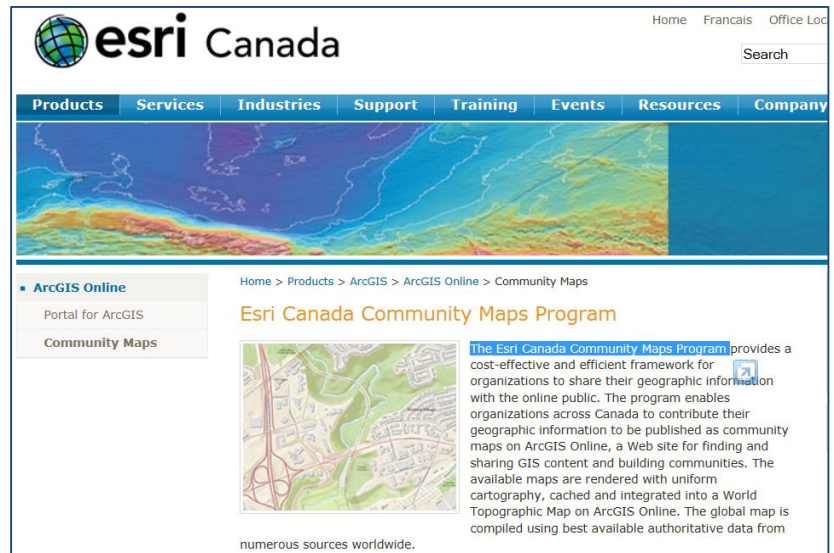 esri Canada
Home Francais Office Loc
Search
Products Services Industries Support Training Events Resources Company
ArcGIS Online
Portal for ArcGIS
Community Maps
Home > Products > ArcGIS > ArcGIS Online > Community Maps
Esri Canada Community Maps Program
The Esri Canada Community Maps Program provides a
cost-effective and efficient framework for
organizations to share their geographic information
with the online public. The program enables
organizations across Canada to contribute their
geographic information to be published as community
maps on ArcGIS Online, a Web site for finding and
sharing GIS content and building communities. The
available maps are rendered with uniform
cartography, cached and integrated into a World
Topographic Map on ArcGIS Online. The global map is
compiled using best available authoritative data from
numerous sources worldwide.